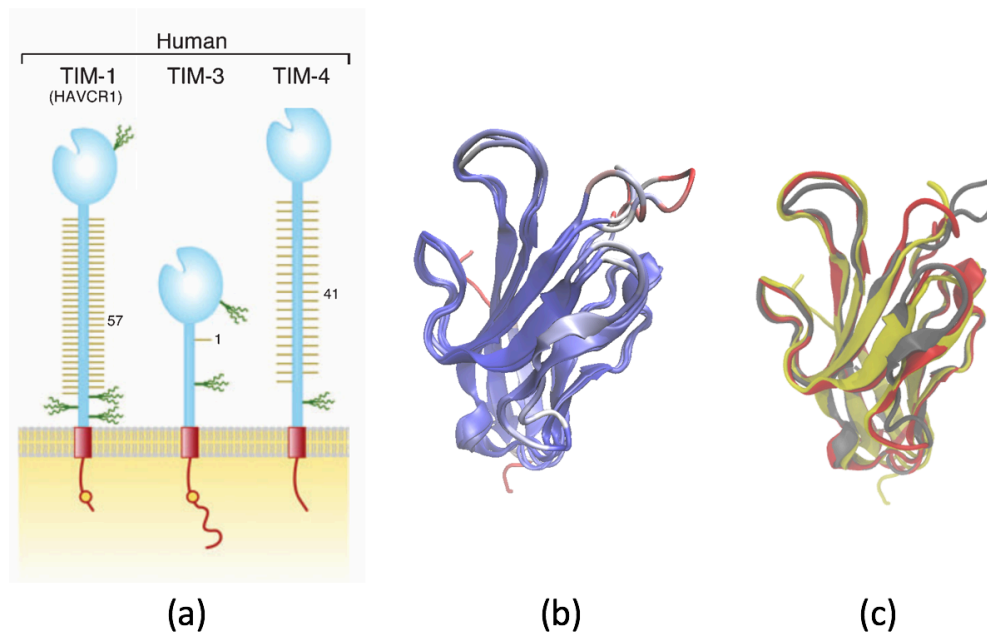 Human
TIM-1 TIM-3 TIM-4
(HAVCR1)
57
41
1
(a) (b) (c)